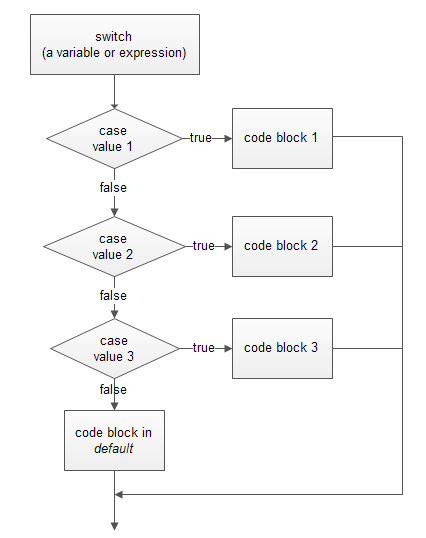 switch
(a variable or expression)
case
value 1
true
code block 1
false
case
value 2
true
code block 2
false
case
value 3
true
code block 3
false
code block in
default